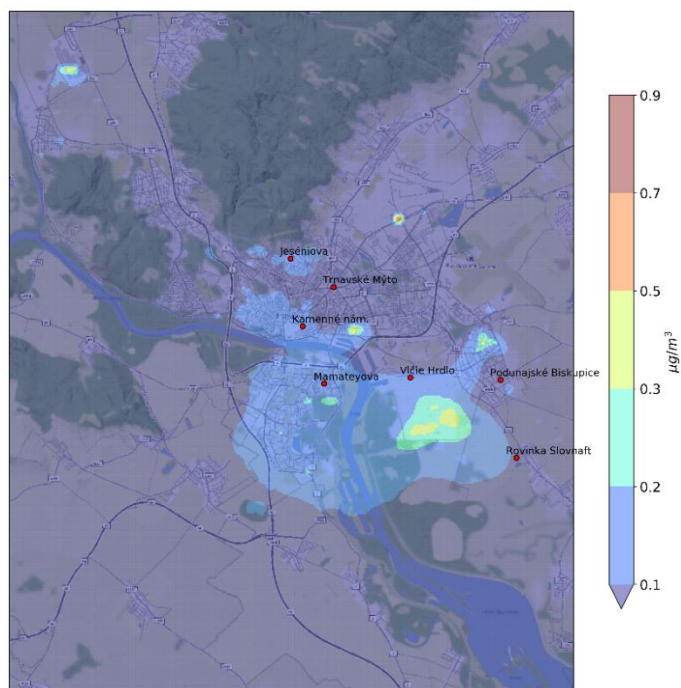 0.9
Jeséniova
0.7
Trnavské Mýto
0.5
µg/m³
Kamenné nám.
0.3
Mamateyova
Vlčie Hrdlo
Podunajské Biskupice
Rovinka Slovnaft
0.2
0.1